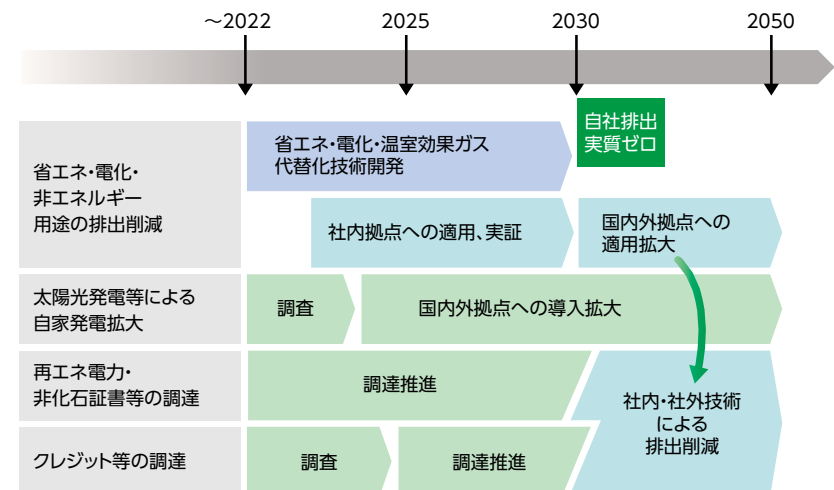 ～2022
2025
2030
2050
自社排出
実質ゼロ
省エネ・電化・
非エネルギー
用途の排出削減
省エネ・電化・温室効果ガス
代替化技術開発
社内拠点への適用、実証
国内外拠点への
適用拡大
太陽光発電等による
自家発電拡大
調査
国内外拠点への導入拡大
再エネ電力・
非化石証書等の調達
調達推進
社内・社外技術
による
排出削減
クレジット等の調達
調査
調達推進